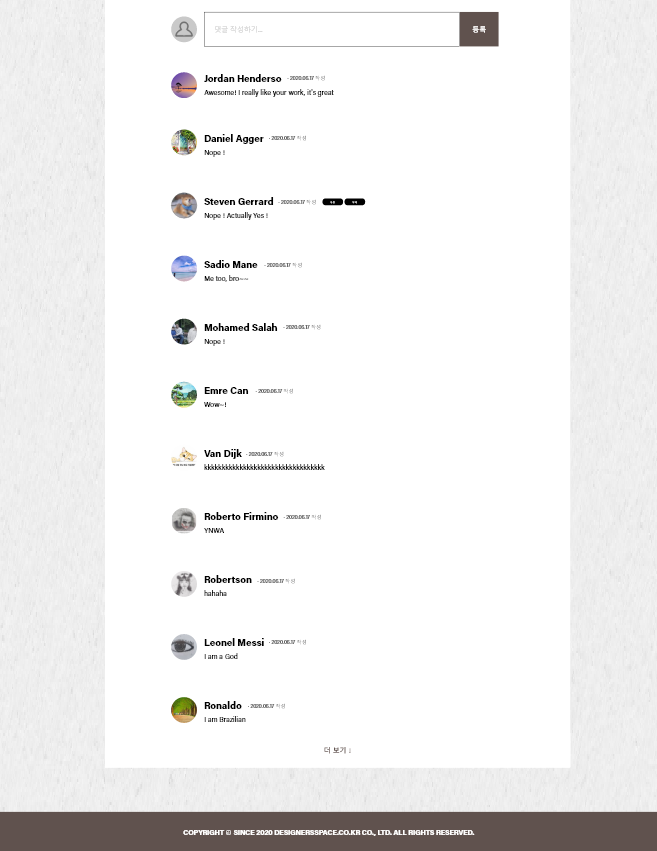 댓글 작성하기...
등록
Jordan Henderso - 2020.06.17 작성
Awesome! I really like your work, it's great
Daniel Agger - 2020.06.17 작성
Nope !
Steven Gerrard - 2020.06.17 작성
Nope ! Actually Yes !
Sadio Mane - 2020.06.17 작성
Me too, bro~~
Mohamed Salah - 2020.06.17 작성
Nope !
Emre Can - 2020.06.17 작성
Wow~!
Van Dijk - 2020.06.17 작성
kkkkkkkkkkkkkkkkkkkkkkkkkkkkkkkkkk
Roberto Firmino - 2020.06.17 작성
YNWA
Robertson - 2020.06.17 작성
hahaha
Leonel Messi - 2020.06.17 작성
I am a God
Ronaldo - 2020.06.17 작성
I am Brazilian
더 보기 ↓
COPYRIGHT © SINCE 2020 DESIGNERSSPACE.CO.KR CO., LTD. ALL RIGHTS RESERVED.